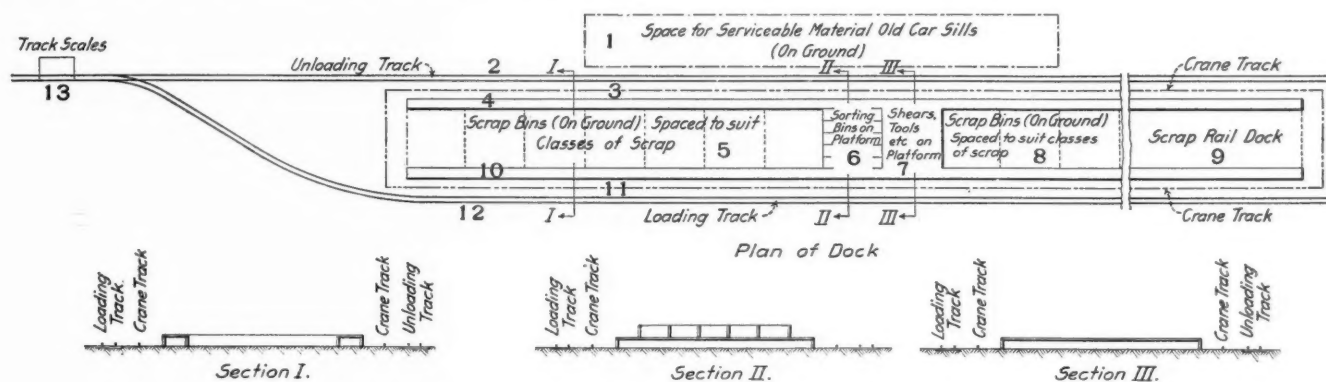 1
Space for Serviceable Material Old Car Sills
(On Ground)
Track Scales
13
Unloading Track
2
I
II
III
Crane Track
3
4
Scrap Bins (On Ground) Spaced to suit
Classes of Scrap
5
Sorting
Bins on
Platform
6
Shears,
Tools
etc on
Platform
7
Scrap Bins (On Ground)
Spaced to suit classes
of scrap
8
Scrap Rail Dock
9
10
11
12
I
Loading Track
II
III
Crane Track
Plan of Dock
Loading
Track.
Crane Track
Crane Track
Unloading
Track
Section I.
Loading
Track
Crane Track
Section II.
Loading
Track
Crane Track
Crane Track
Unloading
Track
Section III.